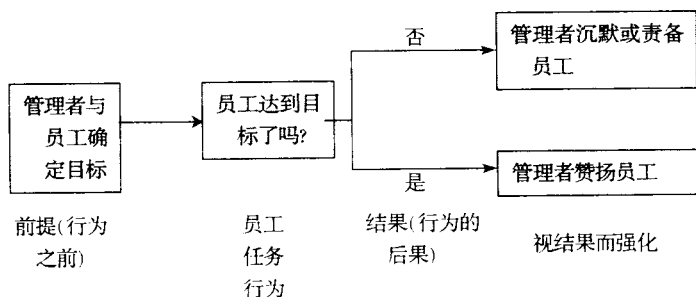 否
管理者沉默或责备
员工
管理者与
员工确
定目标
员工达到目
标了吗?
是
管理者赞扬员工
前提(行为
之前)
员工
任务
行为
结果(行为的
后果)
视结果而强化